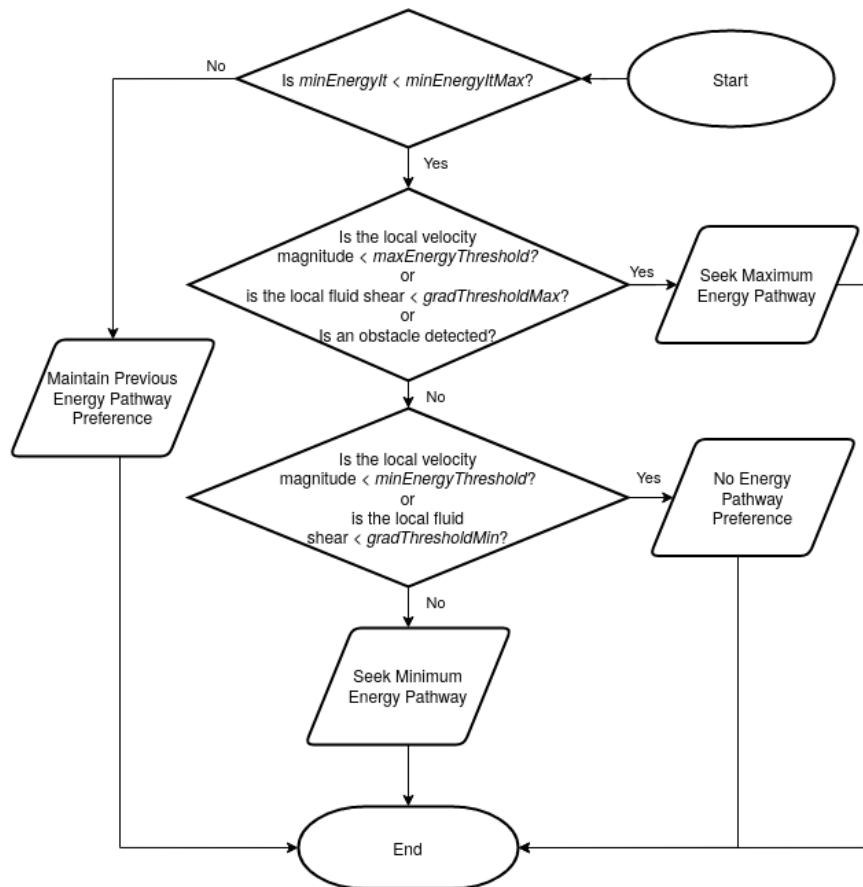 No
Is minEnergyIt < minEnergyItMax?
Start
Yes
Is the local velocity
magnitude < maxEnergyThreshold?
or
is the local fluid shear < gradThresholdMax?
or
Is an obstacle detected?
Yes
Seek Maximum
Energy Pathway
Maintain Previous
Energy Pathway
Preference
No
Is the local velocity
magnitude < minEnergyThreshold?
or
is the local fluid
shear < gradThresholdMin?
Yes
No Energy
Pathway
Preference
No
Seek Minimum
Energy Pathway
End